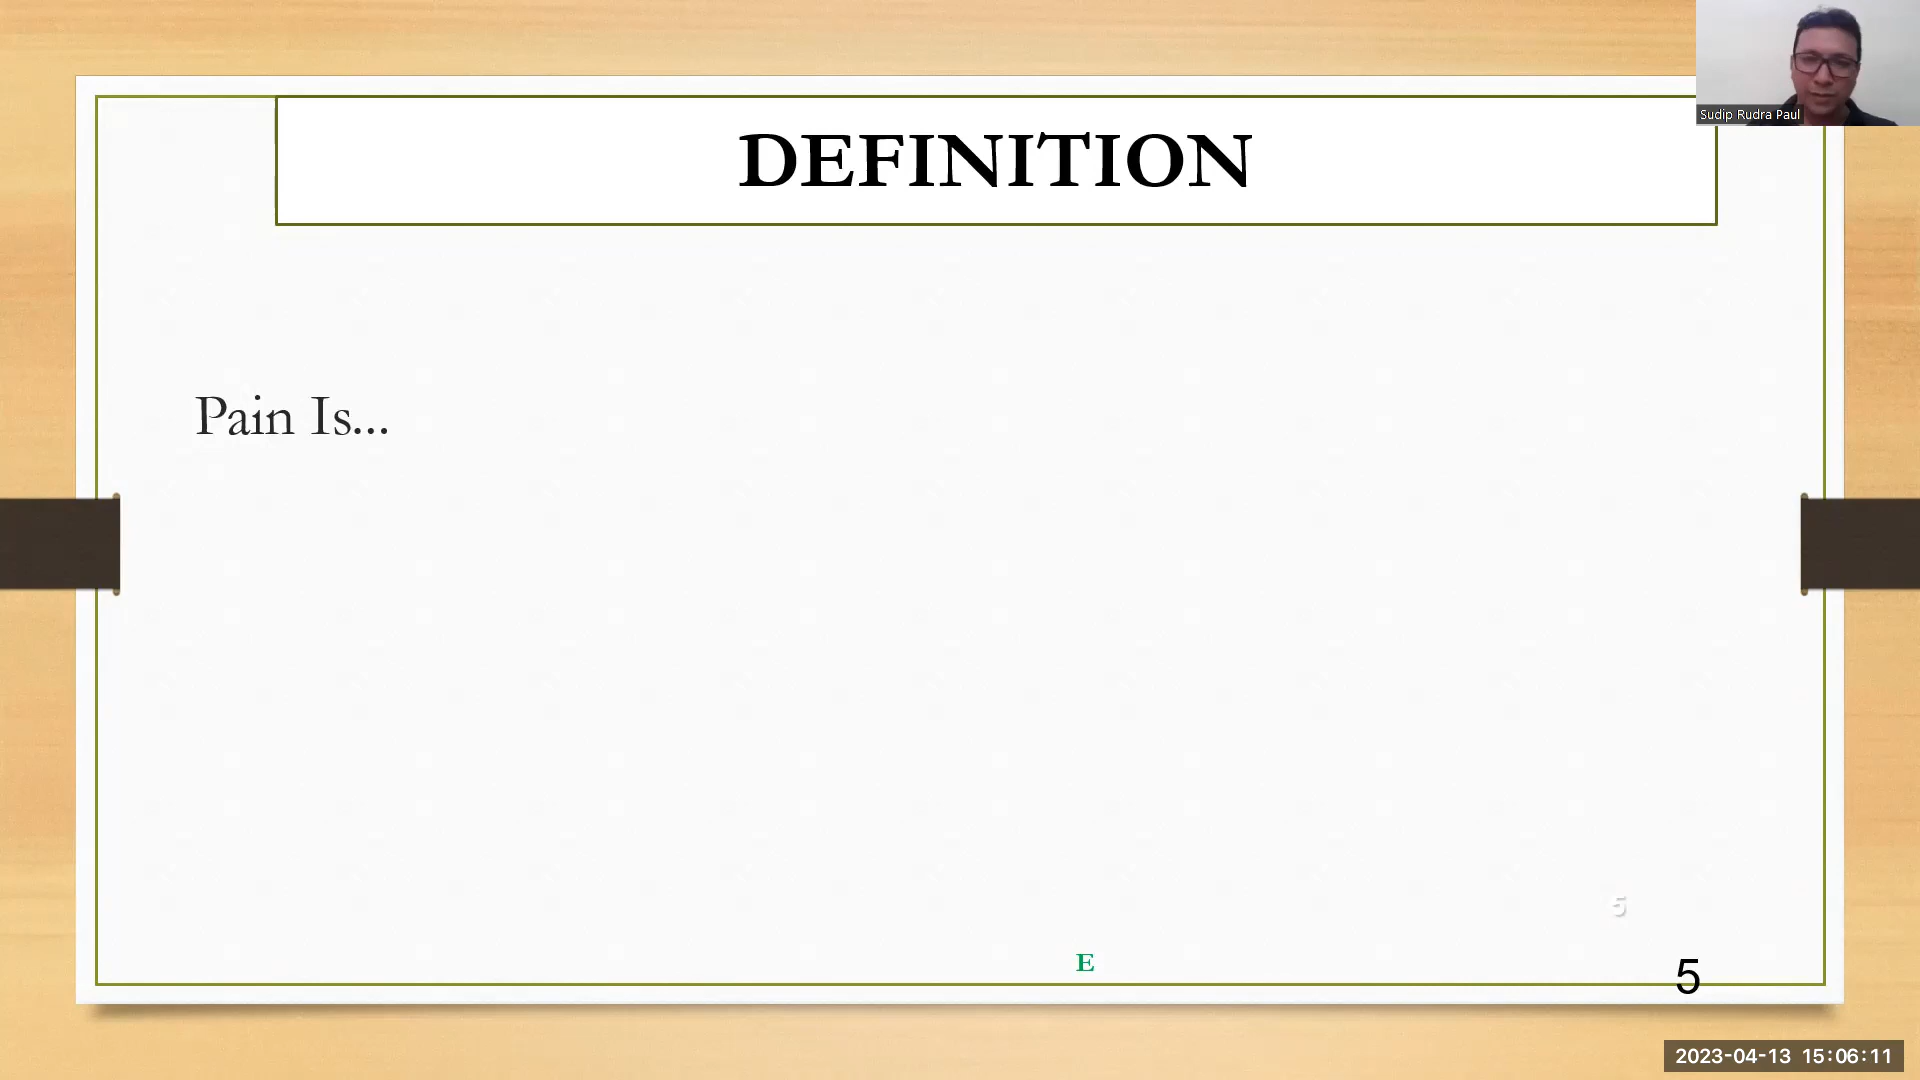 Sudip Rudra Paul
DEFINITION
Pain Is...
5
E
5
2023-04-13 15:06:11